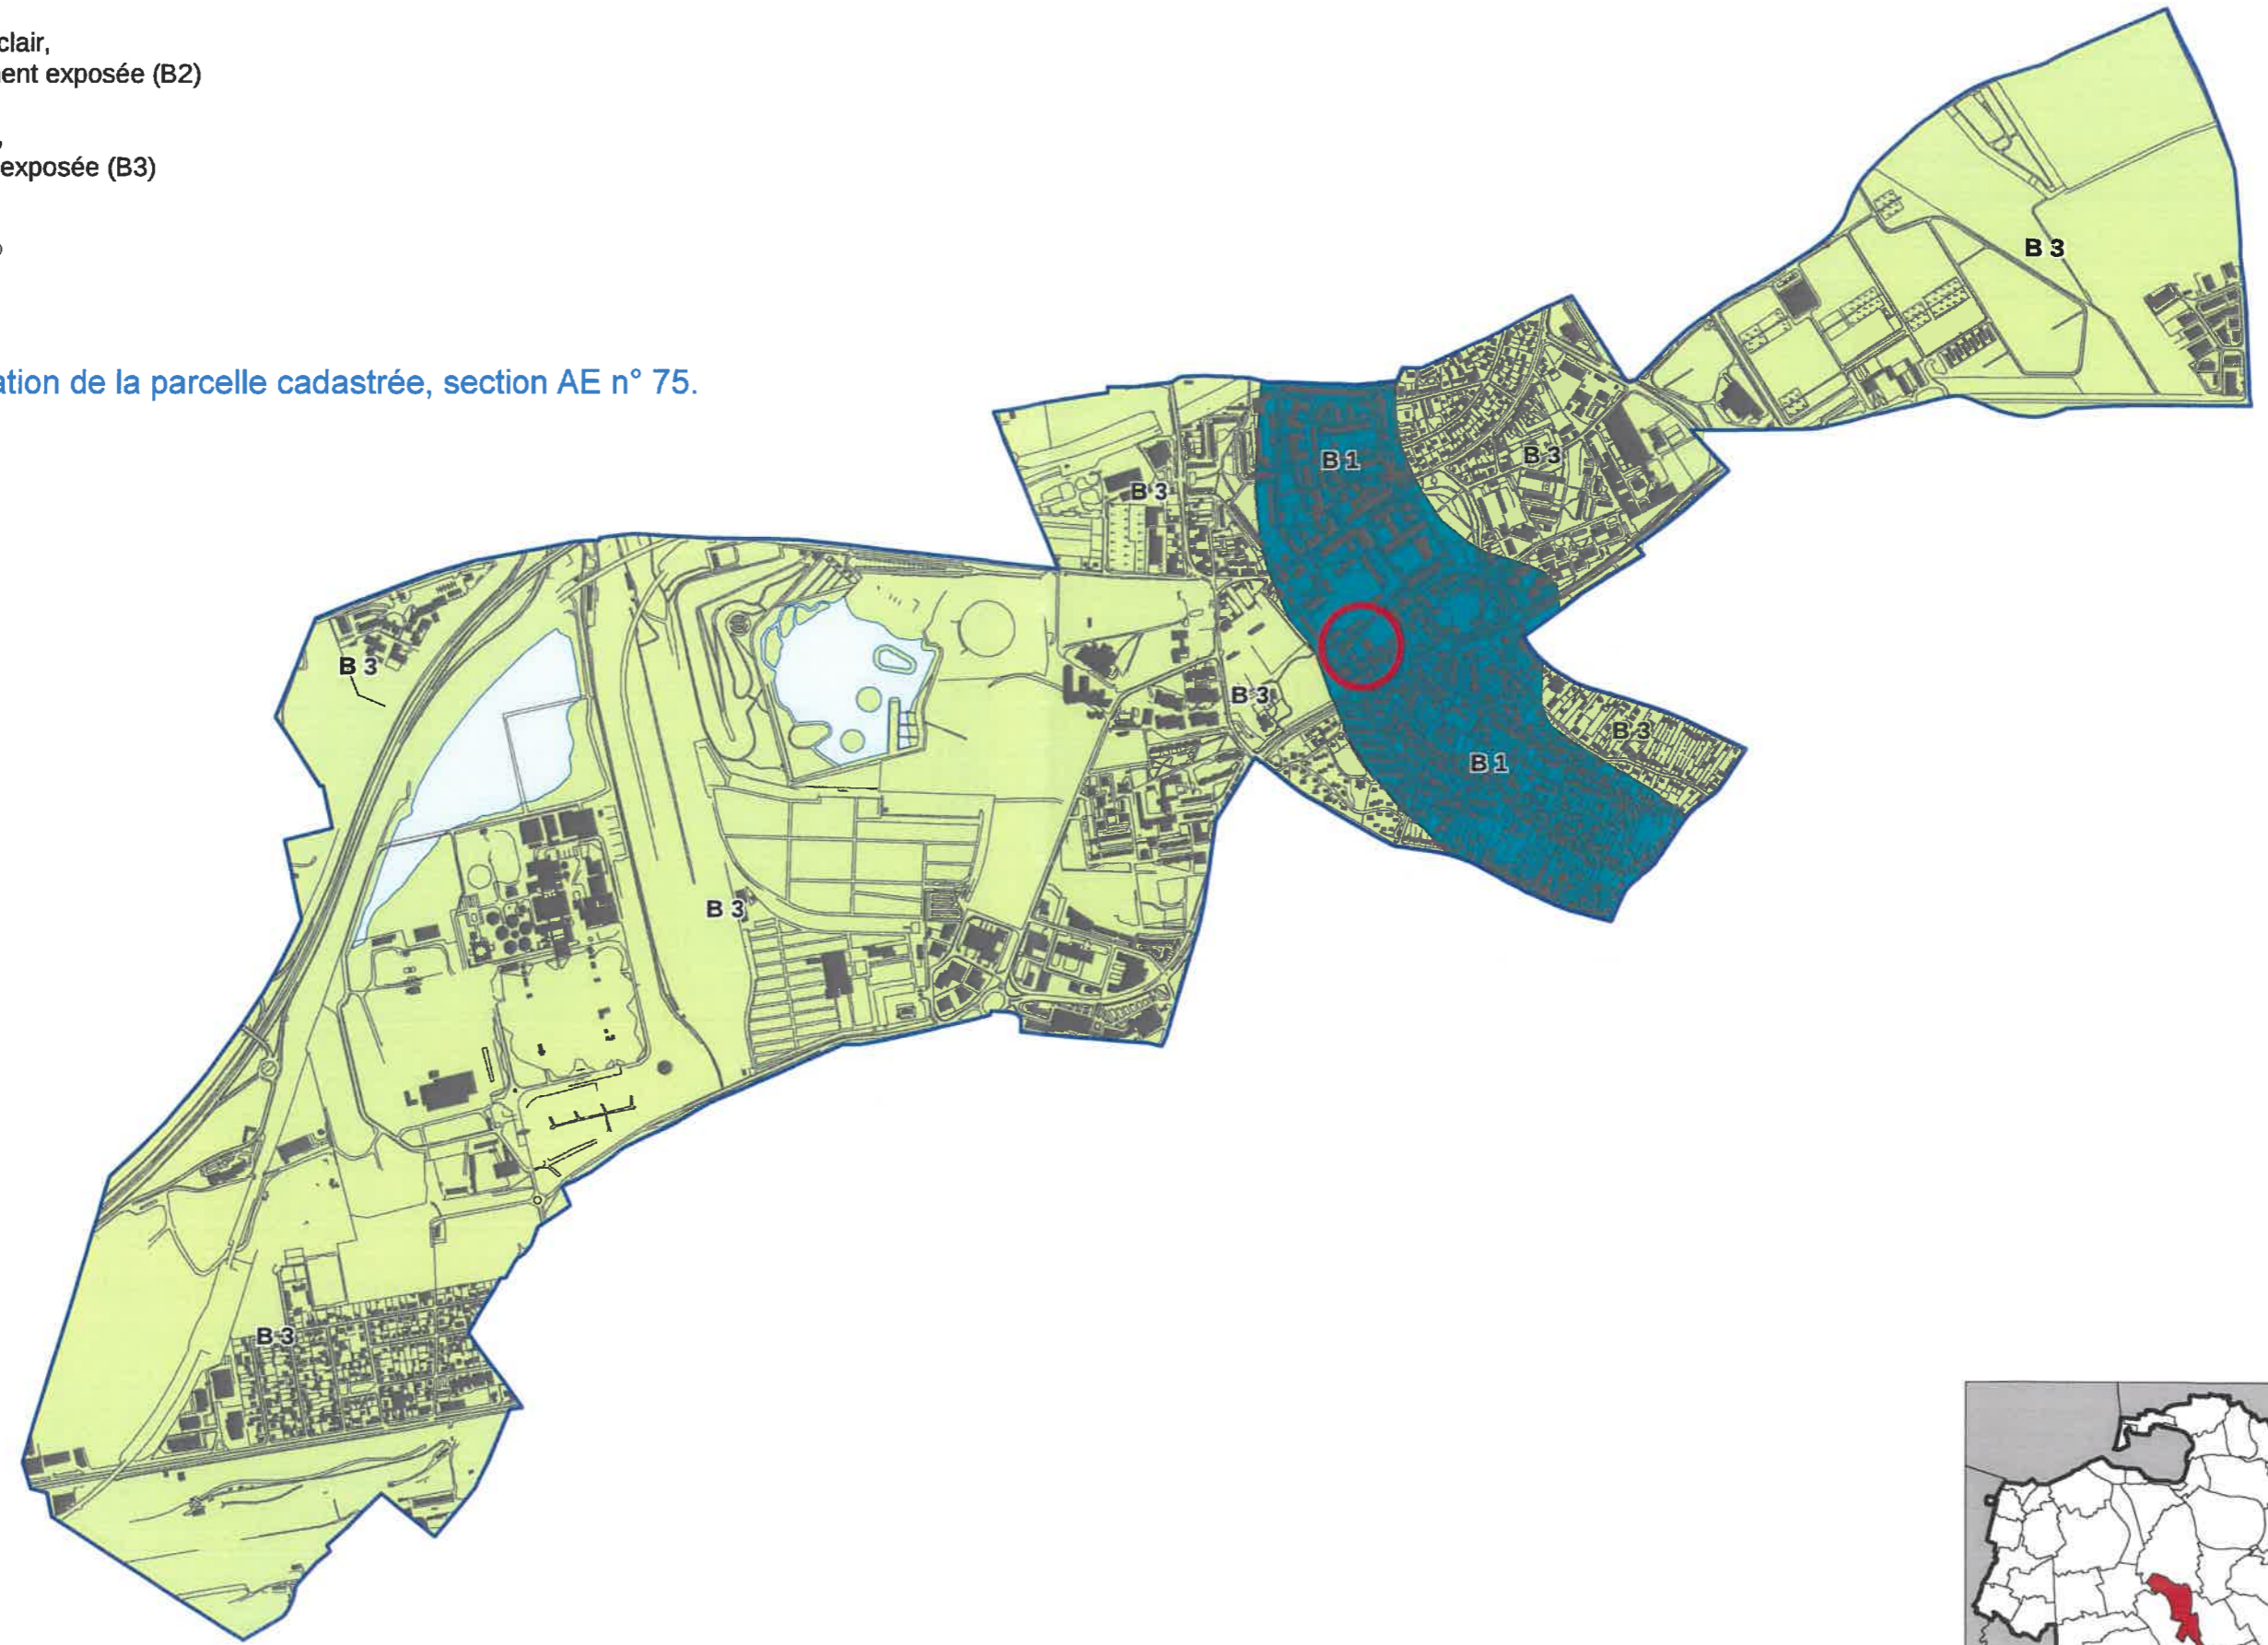 clair,
ent exposée (B2)
,
exposée (B3)
ation de la parcelle cadastrée, section AE n° 75.
B 3
B 1
B 3
B 3
B 3
B 3
B 3
B 1
B 3
B 3